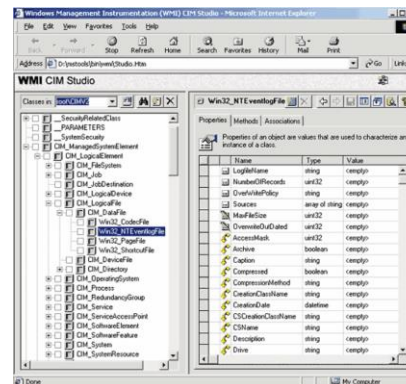 Windows Management Instrumentation (WMI) CIM Studio - Microsoft Internet Explorer
File Edit View Favorites Tools Help
Back Forward Stop Refresh Home Search Favorites History Mail Print
Address D:\nvtools\bin\wmi\Studio.Htm Go Links
WMI CIM Studio
Classes in: root\CIMV2
__SecurityRelatedClass
__PARAMETERS
__SystemSecurity
CIM_ManagedSystemElement
CIM_LogicalElement
CIM_FileSystem
CIM_Job
CIM_JobDestination
CIM_LogicalDevice
CIM_LogicalFile
CIM_DataFile
Win32_CodecFile
Win32_NTEventlogFile
Win32_PageFile
Win32_ShortcutFile
CIM_DeviceFile
CIM_Directory
CIM_OperatingSystem
CIM_Process
CIM_RedundancyGroup
CIM_Service
CIM_ServiceAccessPoint
CIM_SoftwareElement
CIM_SoftwareFeature
CIM_System
CIM_SystemResource
Win32_NTEventlogFile
Properties Methods Associations
Properties of an object are values that are used to characterize an
instance of a class.
Name Type Value
LogfileName string <empty>
NumberOfRecords uint32 <empty>
OverWritePolicy string <empty>
Sources array of string <empty>
MaxFileSize uint32 <empty>
OverwriteOutDated uint32 <empty>
AccessMask uint32 <empty>
Archive boolean <empty>
Caption string <empty>
Compressed boolean <empty>
CompressionMethod string <empty>
CreationClassName string <empty>
CreationDate datetime <empty>
CSCreationClassName string <empty>
CSName string <empty>
Description string <empty>
Drive string <empty>
Done My Computer